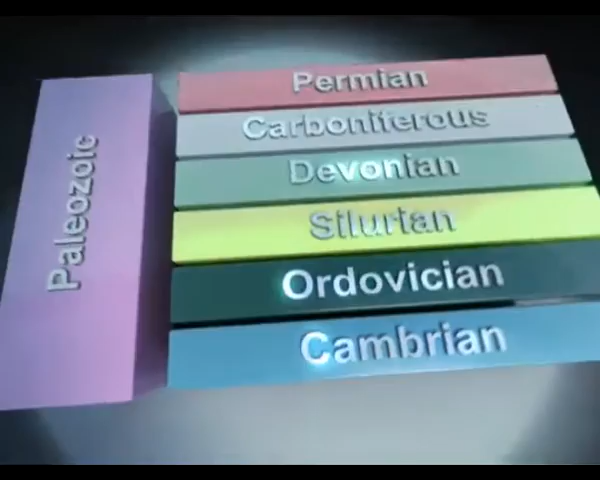 Paleozoic
Permian
Carboniferous
Devonian
Silurian
Ordovician
Cambrian